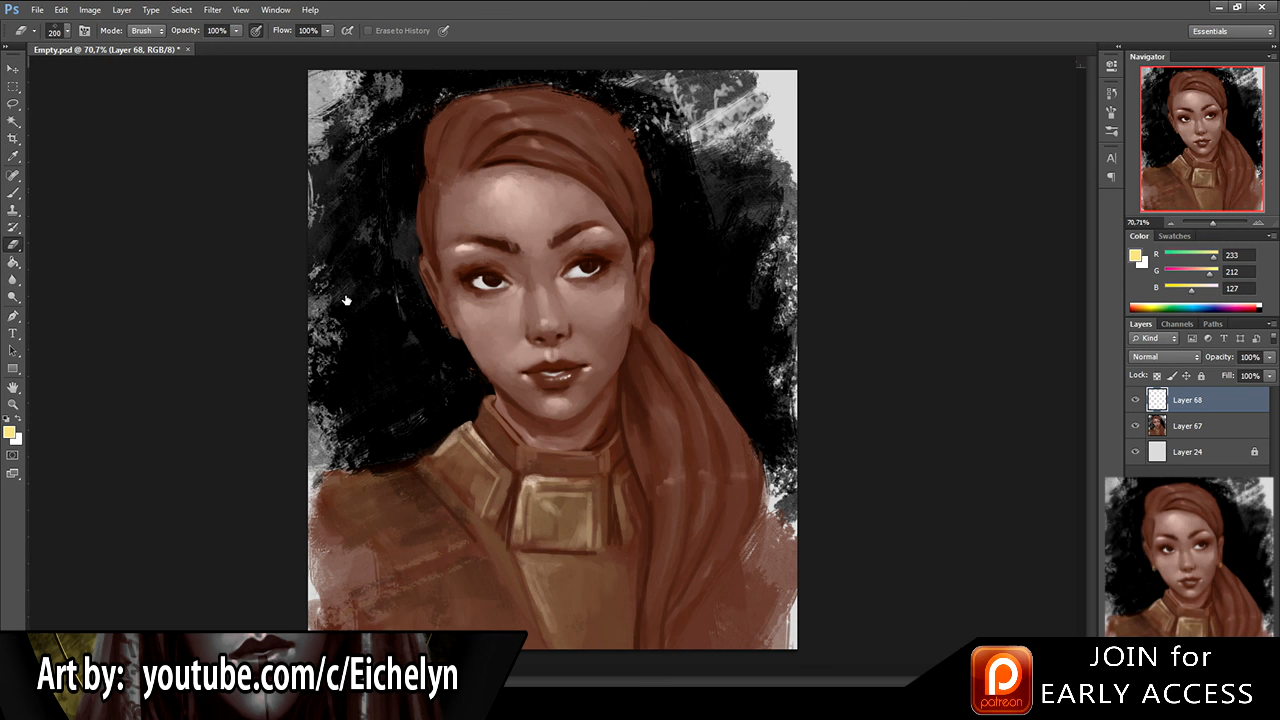 Ps File Edit Image Layer Type Select Filter View Window Help
200 Mode: Brush Opacity: 100% Flow: 100% Erase to History Essentials
Empty.psd @ 70,7% (Layer 68, RGB/8) * ×
Navigator
70,71%
Color Swatches
R 233
G 212
B 127
Layers Channels Paths
Kind
Normal Opacity: 100%
Lock: Fill: 100%
Layer 68
Layer 67
Layer 24
Art by: youtube.com/c/Eichelyn
patreon
JOIN for
EARLY ACCESS